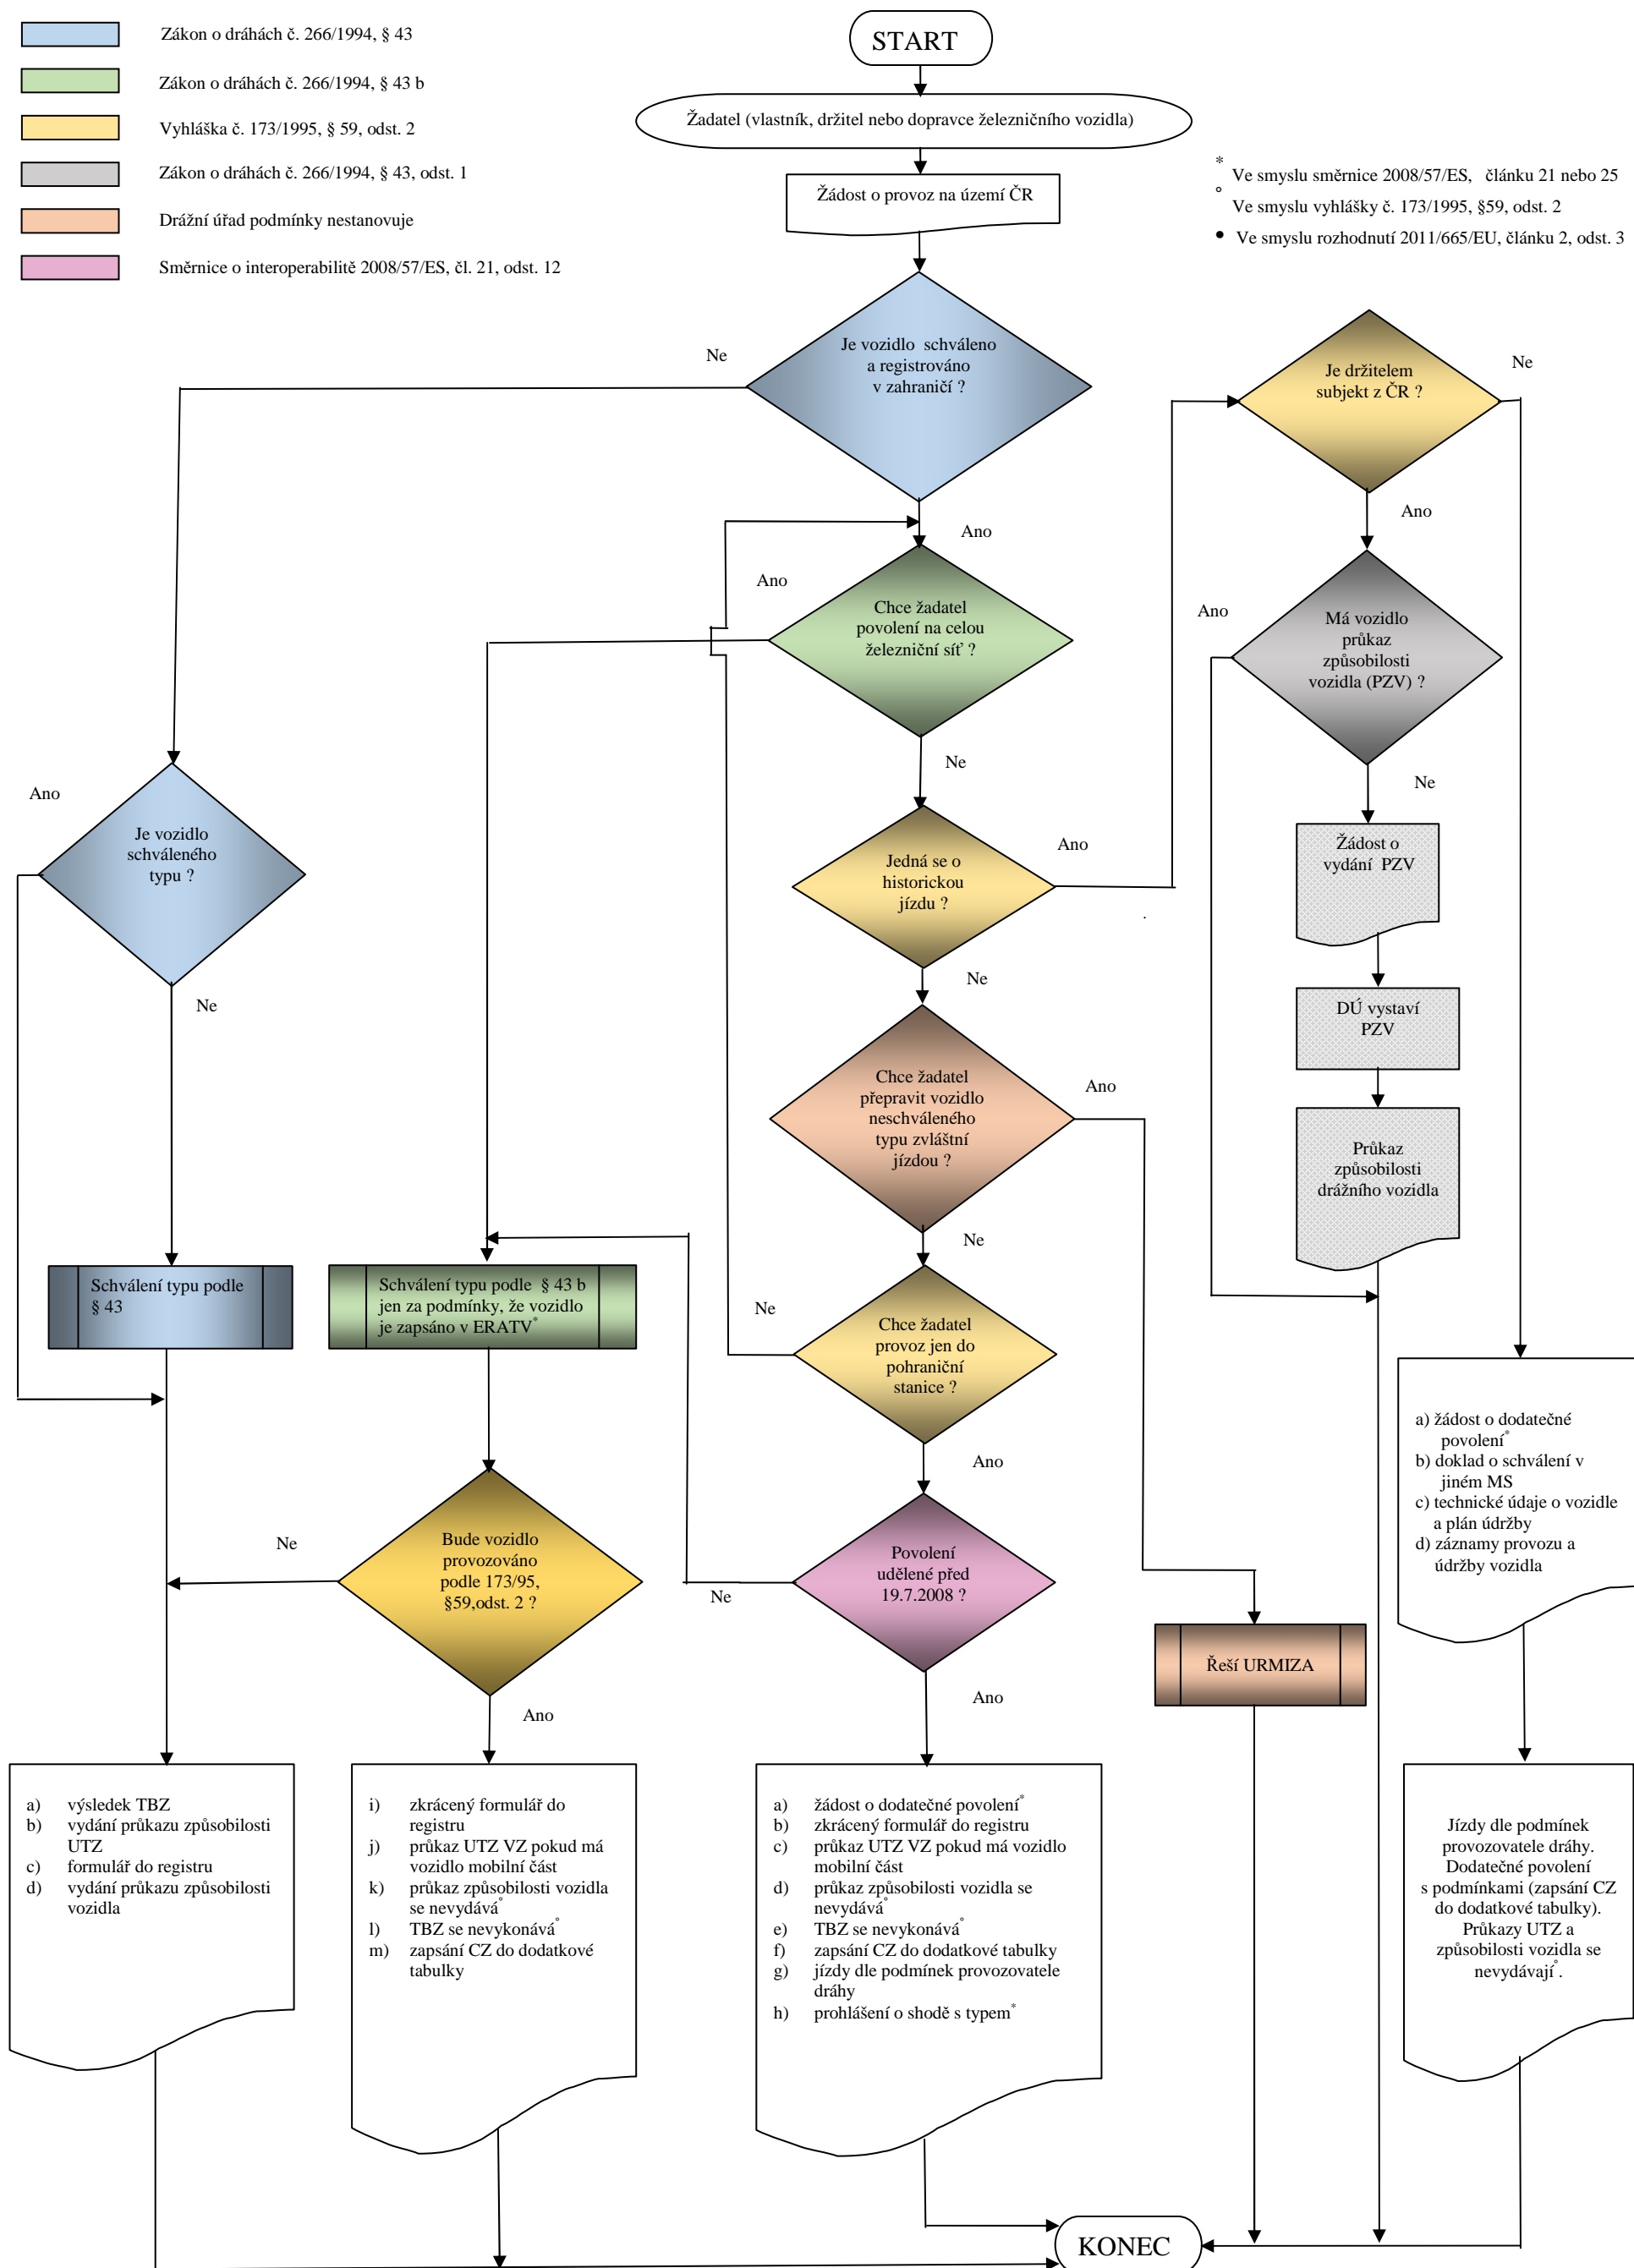 Zákon o dráhách č. 266/1994, § 43
Zákon o dráhách č. 266/1994, § 43 b
Vyhláška č. 173/1995, § 59, odst. 2
Zákon o dráhách č. 266/1994, § 43, odst. 1
Drážní úřad podmínky nestanovuje
Směrnice o interoperabilitě 2008/57/ES, čl. 21, odst. 12
START
Žadatel (vlastník, držitel nebo dopravce železničního vozidla)
Žádost o provoz na území ČR
* Ve smyslu směrnice 2008/57/ES, článku 21 nebo 25
° Ve smyslu vyhlášky č. 173/1995, §59, odst. 2
• Ve smyslu rozhodnutí 2011/665/EU, článku 2, odst. 3
Je vozidlo schváleno
a registrováno
v zahraničí ?
Ne
Ano
Je držitelem
subjekt z ČR ?
Ne
Ano
Chce žadatel
povolení na celou
železniční síť ?
Ano
Ne
Má vozidlo
průkaz
způsobilosti
vozidla (PZV) ?
Ano
Ne
Je vozidlo
schváleného
typu ?
Ano
Ne
Jedná se o
historickou
jízdu ?
Ano
.
Ne
Žádost o
vydání PZV
DÚ vystaví
PZV
Průkaz
způsobilosti
drážního vozidla
Chce žadatel
přepravit vozidlo
neschváleného
typu zvláštní
jízdou ?
Ano
Ne
Schválení typu podle
§ 43
Schválení typu podle § 43 b
jen za podmínky, že vozidlo
je zapsáno v ERATV*
Chce žadatel
provoz jen do
pohraniční
stanice ?
Ne
Ano
a) žádost o dodatečné
povolení*
b) doklad o schválení v
jiném MS
c) technické údaje o vozidle
a plán údržby
d) záznamy provozu a
údržby vozidla
Bude vozidlo
provozováno
podle 173/95,
§59,odst. 2 ?
Ne
Ano
Povolení
udělené před
19.7.2008 ?
Ne
Ano
Řeší URMIZA
a) výsledek TBZ
b) vydání průkazu způsobilosti
UTZ
c) formulář do registru
d) vydání průkazu způsobilosti
vozidla
i) zkrácený formulář do
registru
j) průkaz UTZ VZ pokud má
vozidlo mobilní část
k) průkaz způsobilosti vozidla
se nevydává°
l) TBZ se nevykonává°
m) zapsání CZ do dodatkové
tabulky
a) žádost o dodatečné povolení*
b) zkrácený formulář do registru
c) průkaz UTZ VZ pokud má vozidlo
mobilní část
d) průkaz způsobilosti vozidla se
nevydává°
e) TBZ se nevykonává°
f) zapsání CZ do dodatkové tabulky
g) jízdy dle podmínek provozovatele
dráhy
h) prohlášení o shodě s typem*
Jízdy dle podmínek
provozovatele dráhy.
Dodatečné povolení
s podmínkami (zapsání CZ
do dodatkové tabulky).
Průkazy UTZ a
způsobilosti vozidla se
nevydávají°.
KONEC